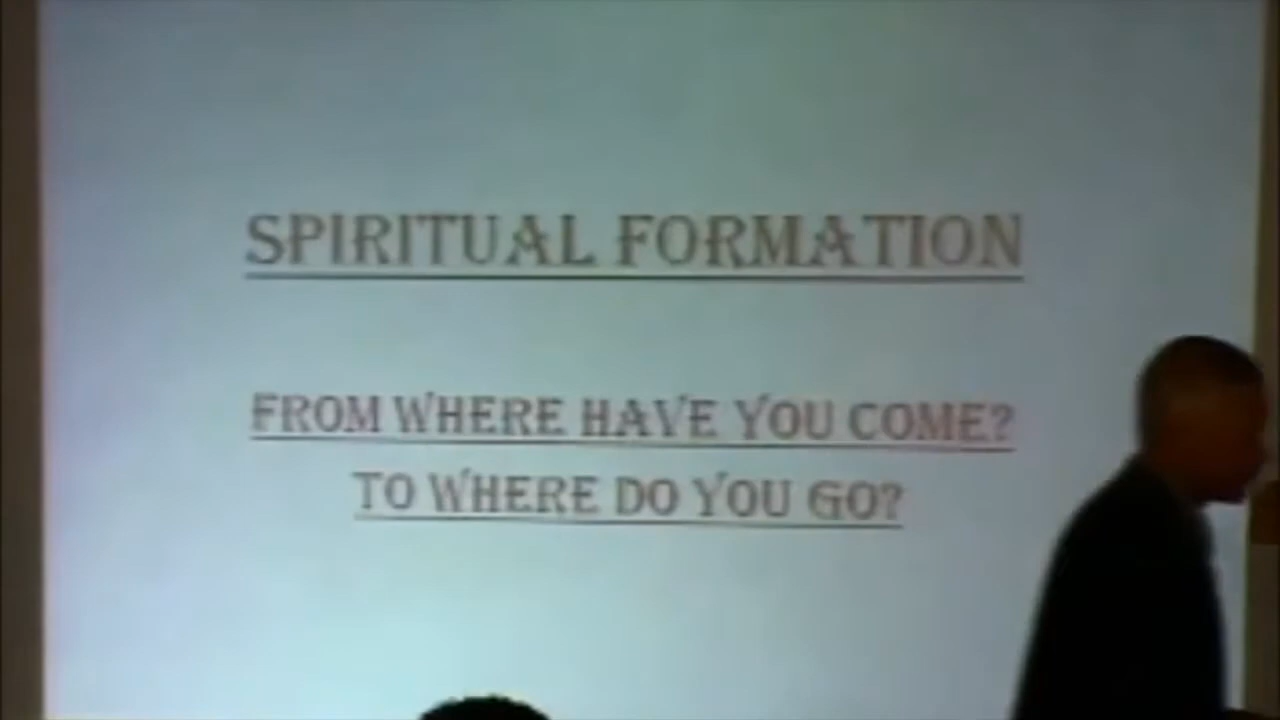 SPIRITUAL FORMATION
FROM WHERE HAVE YOU COME?
TO WHERE DO YOU GO?